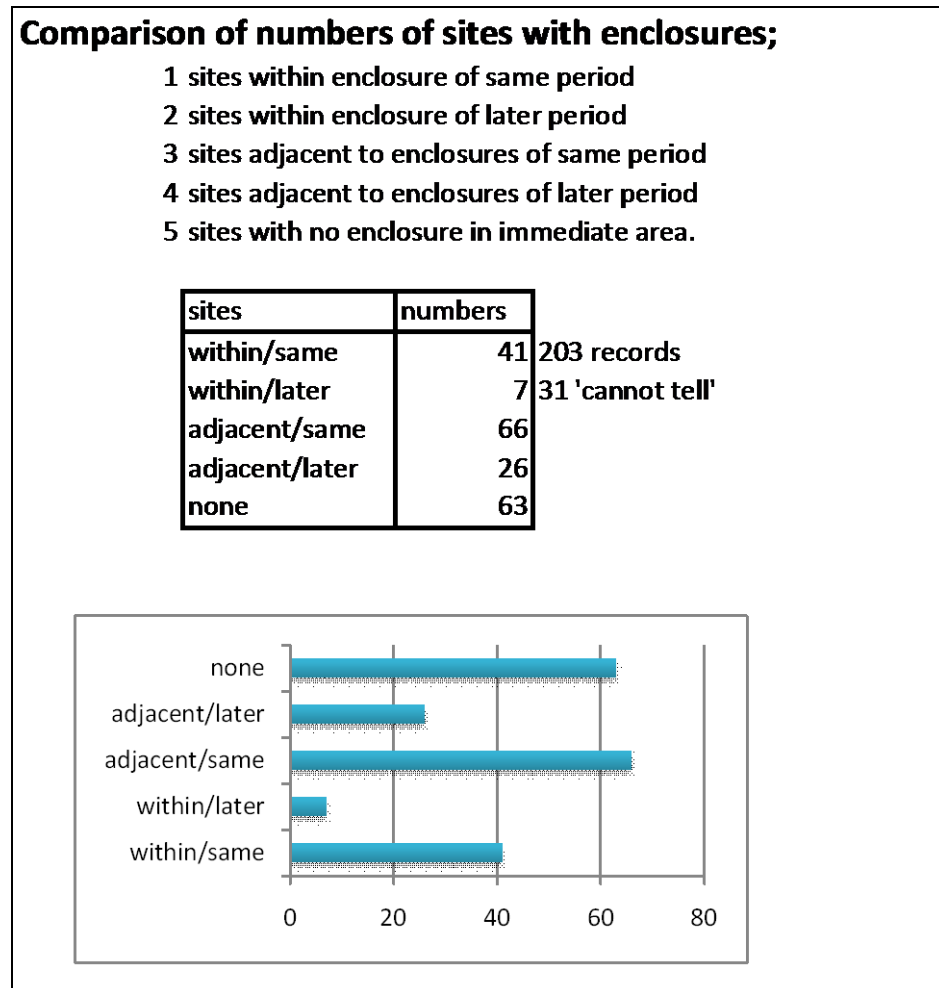 Comparison of numbers of sites with enclosures;
1 sites within enclosure of same period
2 sites within enclosure of later period
3 sites adjacent to enclosures of same period
4 sites adjacent to enclosures of later period
5 sites with no enclosure in immediate area.
sites numbers
within/same 41 203 records
within/later 7 31 'cannot tell'
adjacent/same 66
adjacent/later 26
none 63
none
adjacent/later
adjacent/same
within/later
within/same
0 20 40 60 80